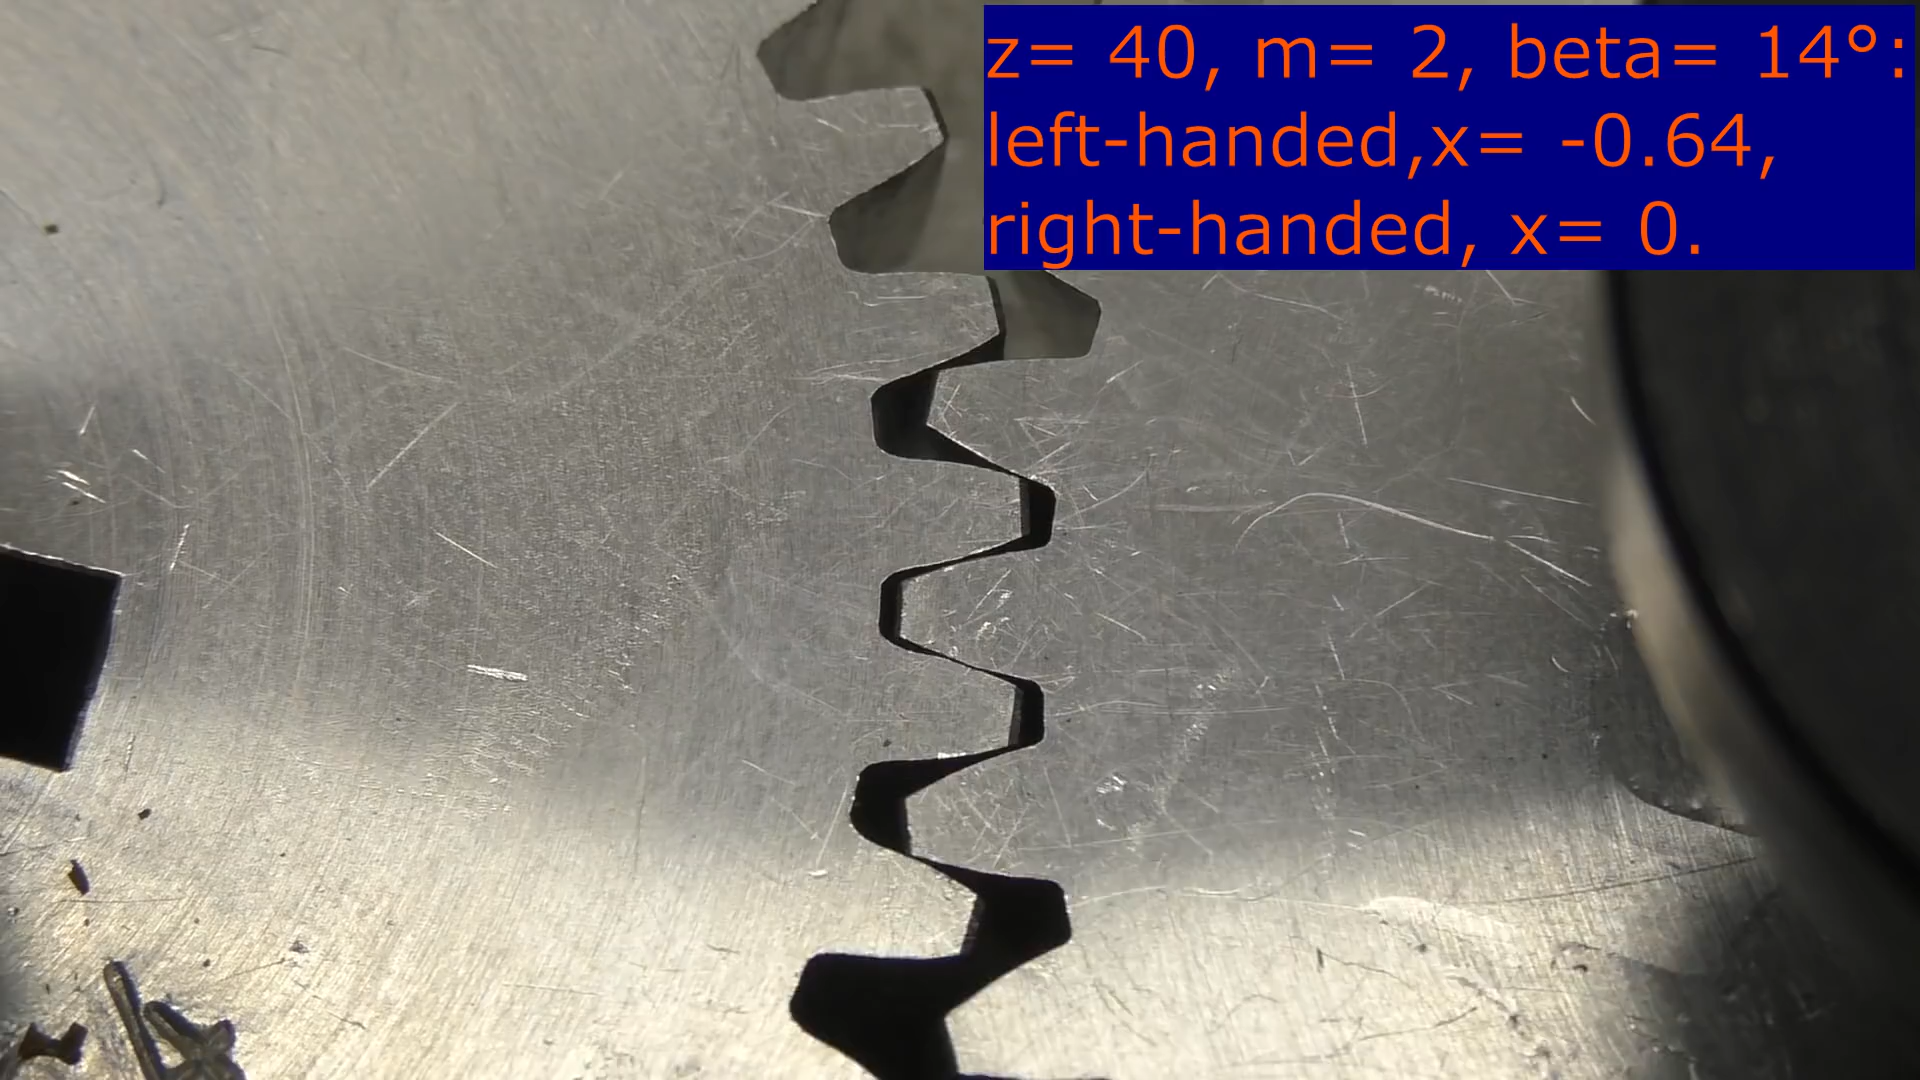 z= 40, m= 2, beta= 14°:
left-handed,x= -0.64,
right-handed, x= 0.